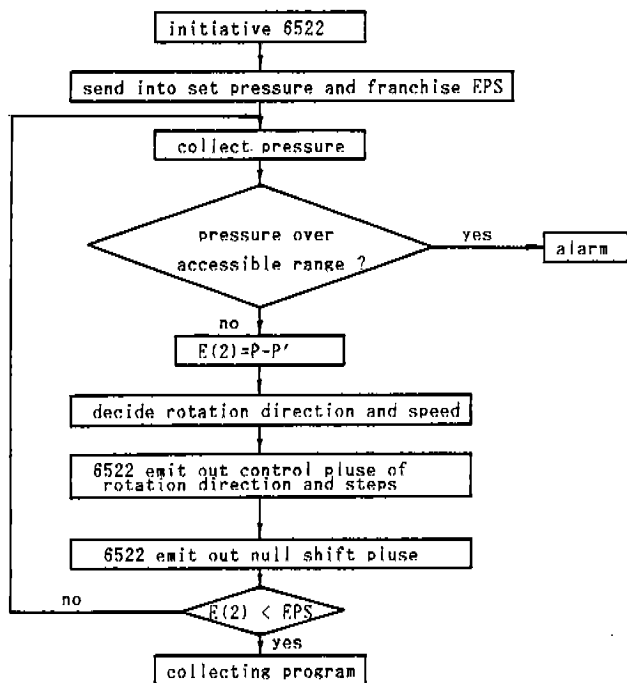 initiative 6522
send into set pressure and franchise EPS
collect pressure
pressure over
accessible range ?
yes
alarm
no
E(2)=P-P'
decide rotation direction and speed
6522 emit out control pluse of
rotation direction and steps
6522 emit out null shift pluse
no
E(2) < EPS
yes
collecting program